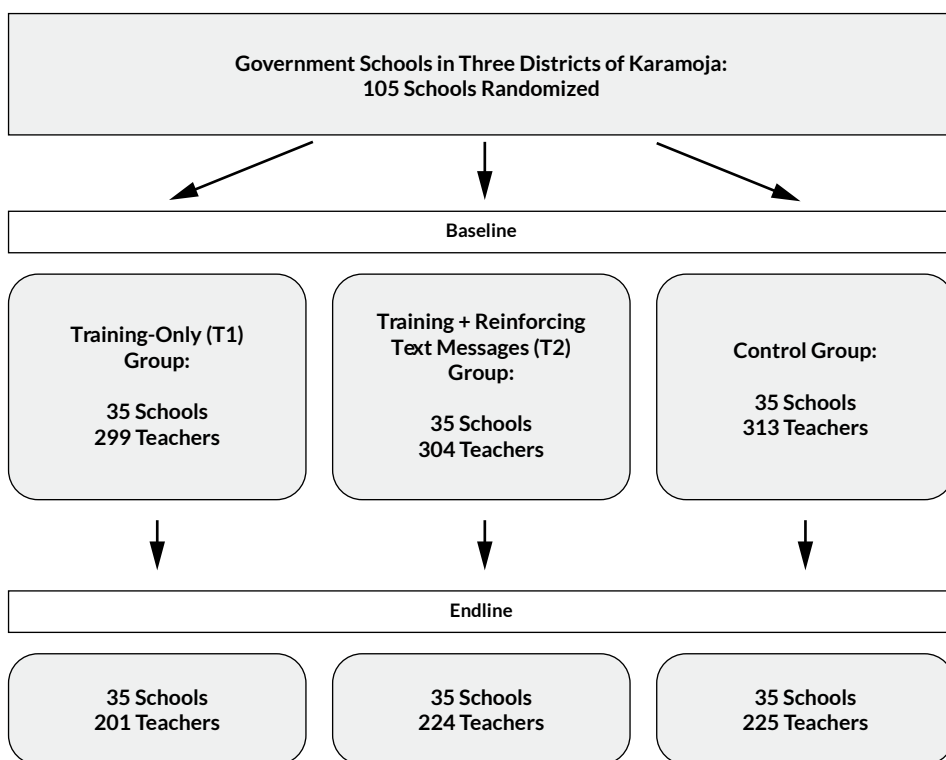 Government Schools in Three Districts of Karamoja:
105 Schools Randomized
Baseline
Training-Only (T1)
Group:
35 Schools
299 Teachers
Training + Reinforcing
Text Messages (T2)
Group:
35 Schools
304 Teachers
Control Group:
35 Schools
313 Teachers
Endline
35 Schools
201 Teachers
35 Schools
224 Teachers
35 Schools
225 Teachers